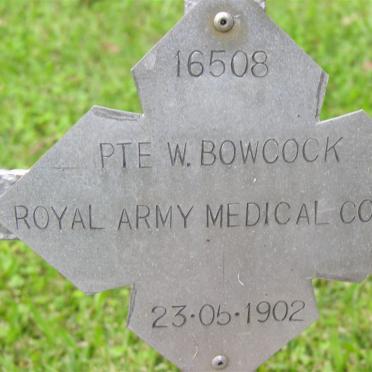 16508
PTE W. BOWCOCK
ROYAL ARMY MEDICAL CO
23·05·1902